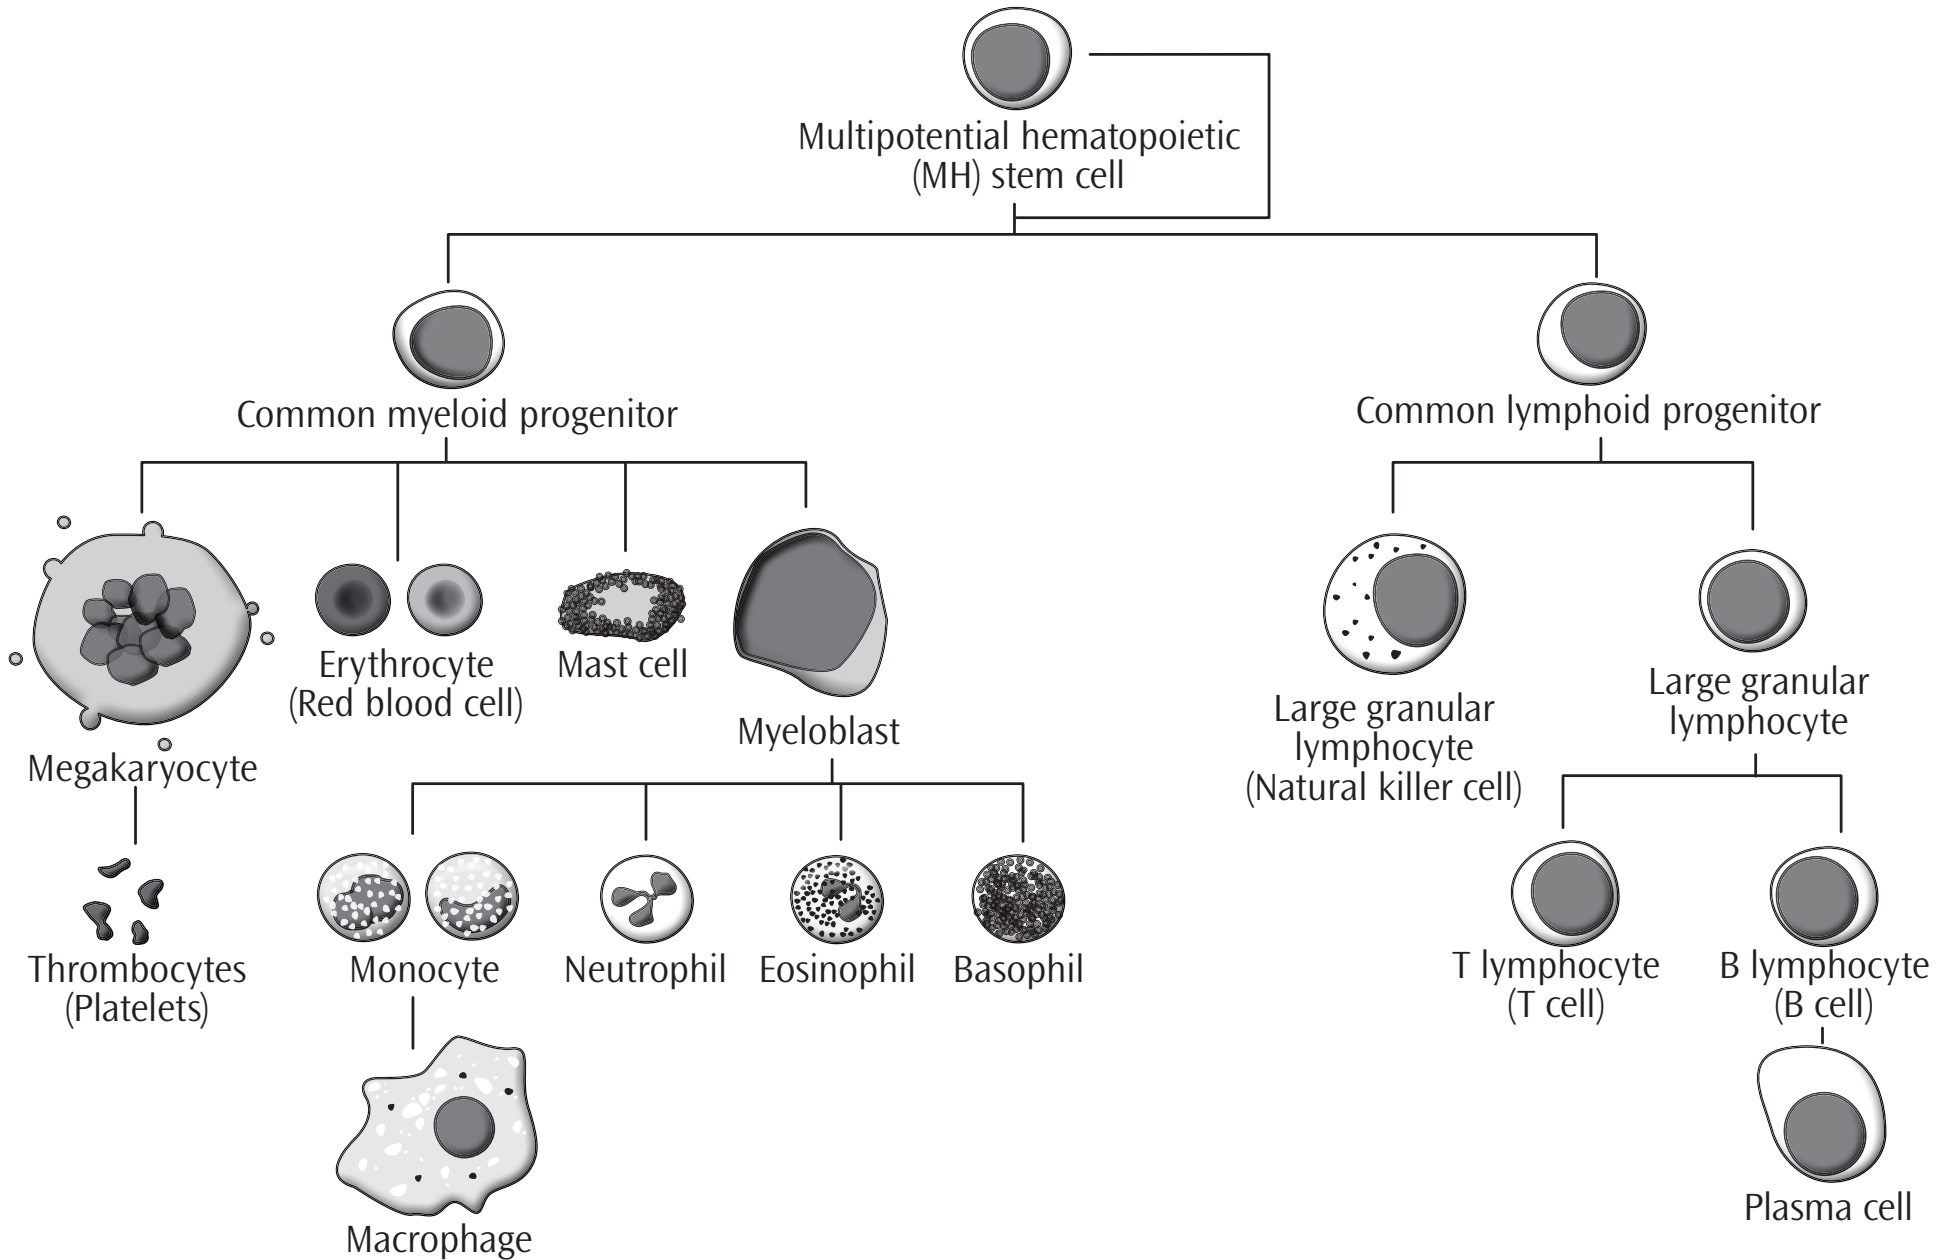 Multipotential hematopoietic
(MH) stem cell
Common myeloid progenitor
Common lymphoid progenitor
Megakaryocyte
Erythrocyte
(Red blood cell)
Mast cell
Myeloblast
Large granular
lymphocyte
(Natural killer cell)
Large granular
lymphocyte
Thrombocytes
(Platelets)
Monocyte
Neutrophil
Eosinophil
Basophil
T lymphocyte
(T cell)
B lymphocyte
(B cell)
Macrophage
Plasma cell